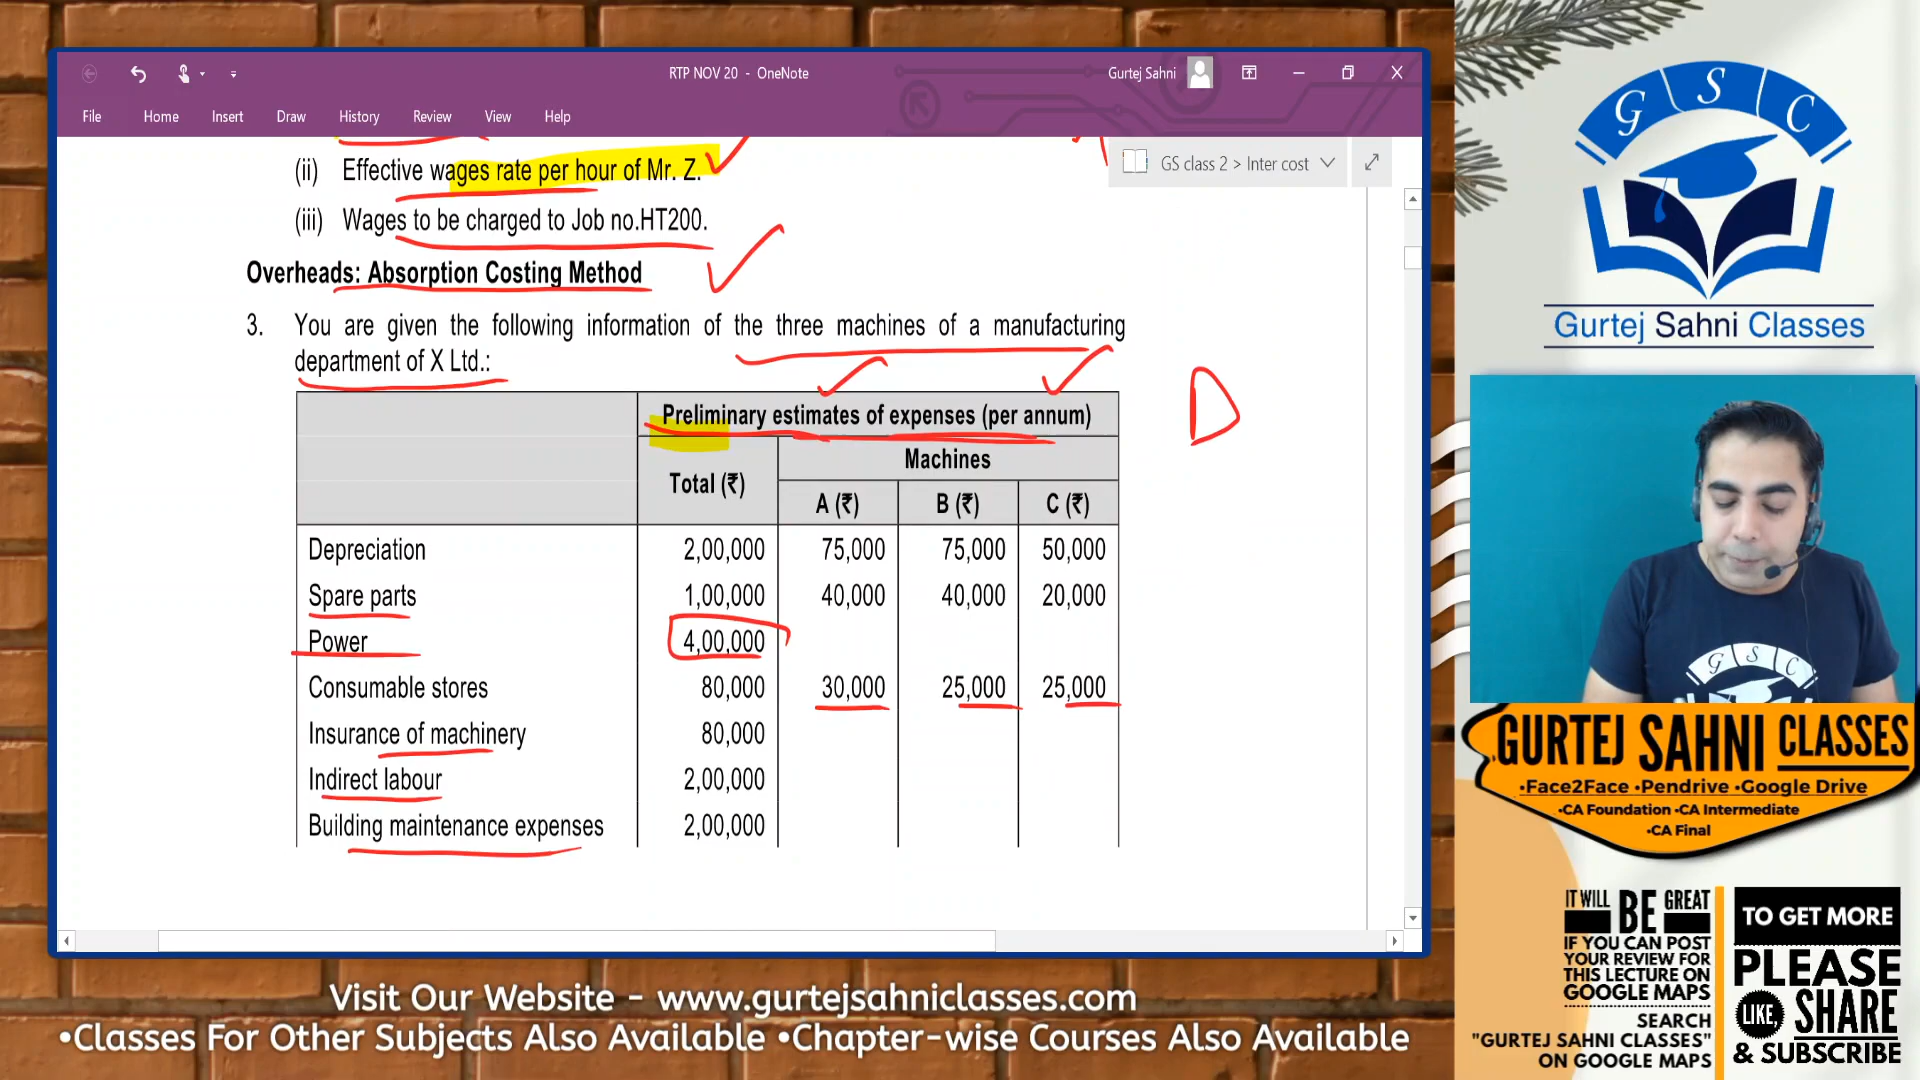 RTP NOV 20 - OneNote
Gurtej Sahni
File Home Insert Draw History Review View Help
GS class 2 > Inter cost
(ii) Effective wages rate per hour of Mr. Z.
(iii) Wages to be charged to Job no.HT200.
Overheads: Absorption Costing Method
3. You are given the following information of the three machines of a manufacturing
department of X Ltd.:
D
Preliminary estimates of expenses (per annum)
Total (₹) Machines
A (₹) B (₹) C (₹)
Depreciation 2,00,000 75,000 75,000 50,000
Spare parts 1,00,000 40,000 40,000 20,000
Power 4,00,000
Consumable stores 80,000 30,000 25,000 25,000
Insurance of machinery 80,000
Indirect labour 2,00,000
Building maintenance expenses 2,00,000
GSC
Gurtej Sahni Classes
GSC
GURTEJ SAHNI CLASSES
•Face2Face •Pendrive •Google Drive
•CA Foundation •CA Intermediate
•CA Final
IT WILL BE GREAT
IF YOU CAN POST
YOUR REVIEW FOR
THIS LECTURE ON
GOOGLE MAPS
SEARCH
"GURTEJ SAHNI CLASSES"
ON GOOGLE MAPS
TO GET MORE
PLEASE
LIKE, SHARE
& SUBSCRIBE
Visit Our Website - www.gurtejsahniclasses.com
•Classes For Other Subjects Also Available •Chapter-wise Courses Also Available